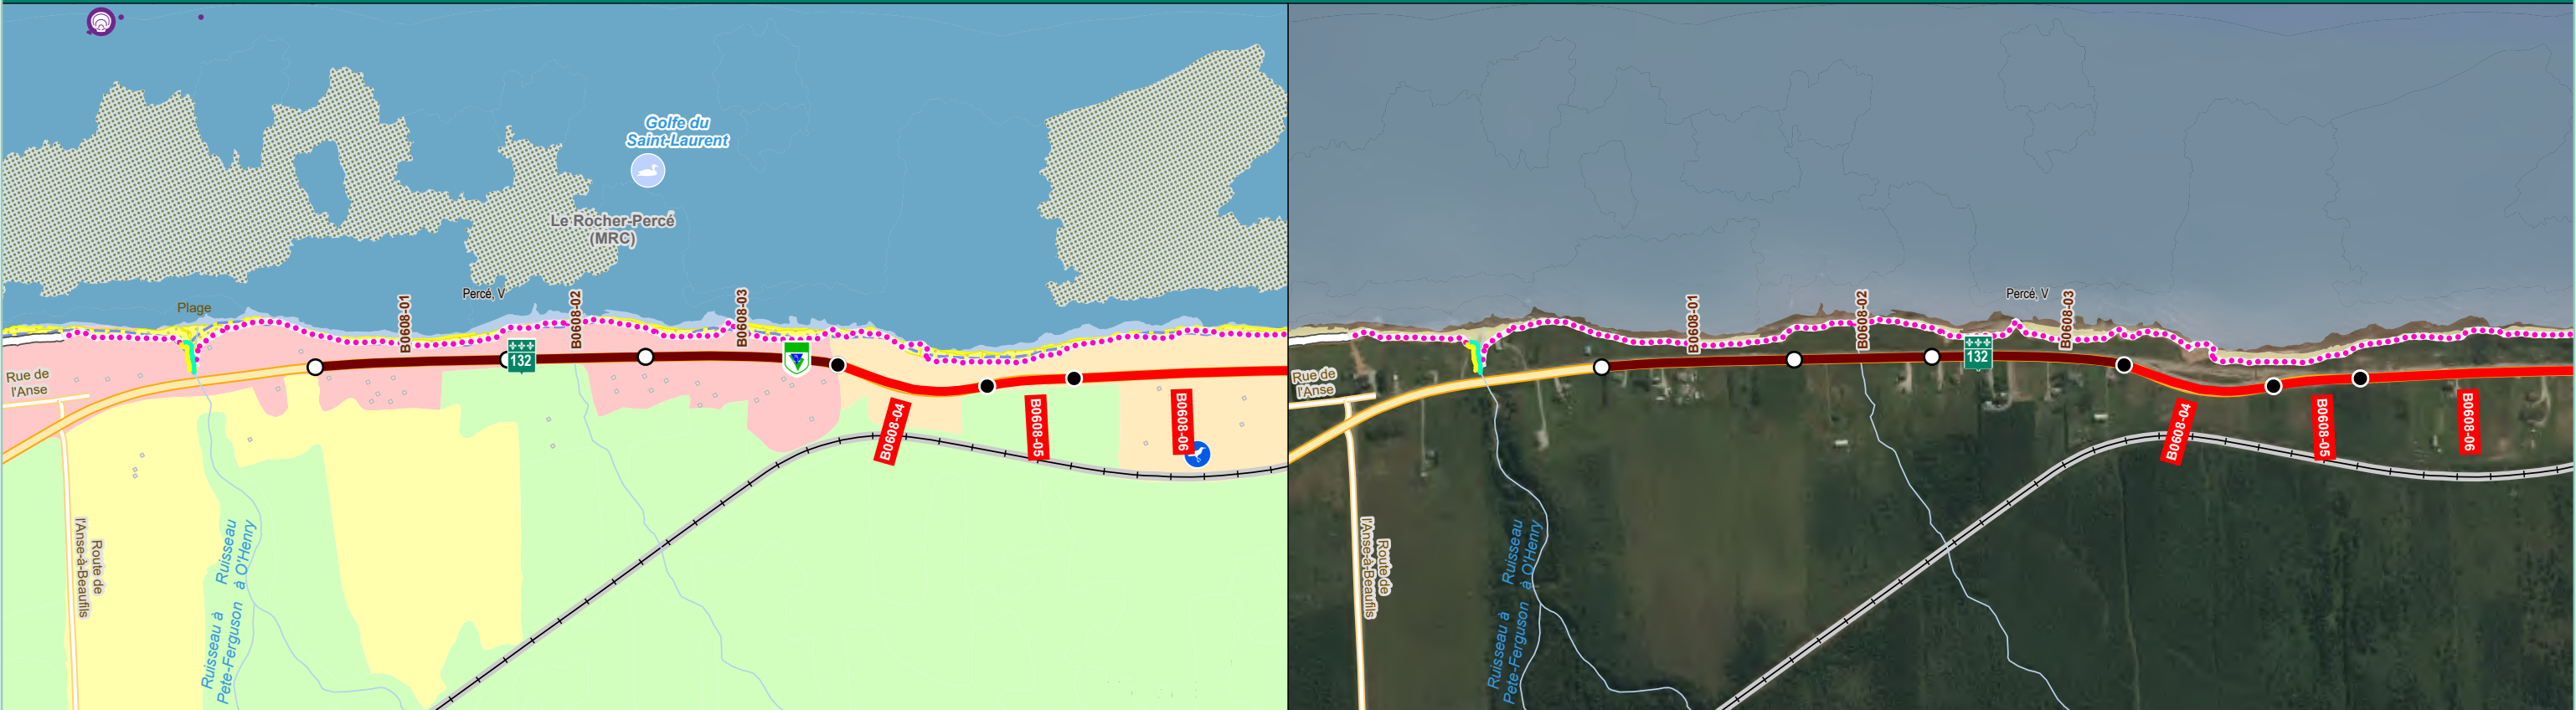 Golfe du
Saint-Laurent
Le Rocher-Percé
(MRC)
Plage
Percé, V
B0608-01
B0608-02
B0608-03
132
Rue de
l'Anse
B0608-04
B0608-05
B0608-06
Route de
l'Anse-à-Beaufils
Ruisseau
à O'Henry
Ruisseau à
Pete-Ferguson
Percé, V
B0608-01
B0608-02
B0608-03
132
Rue de
l'Anse
B0608-04
B0608-05
B0608-06
Route de
l'Anse-à-Beaufils
Ruisseau
à O'Henry
Ruisseau à
Pete-Ferguson